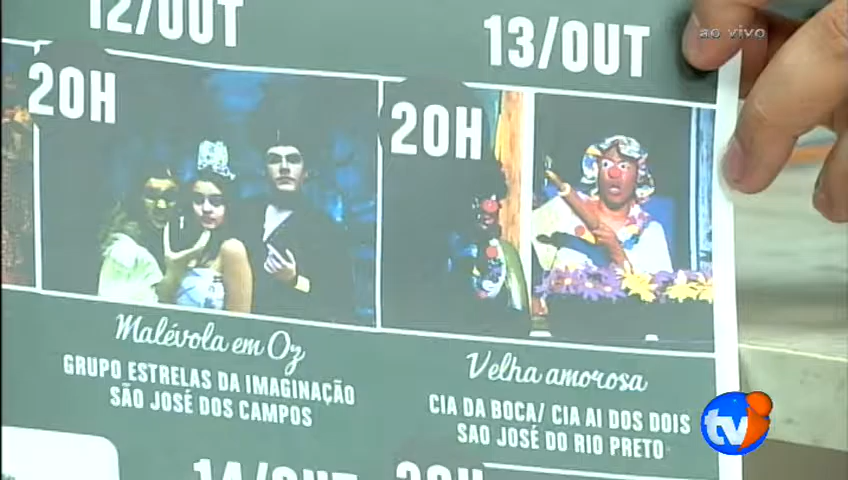 12/OUT
13/OUT
ao vivo
20H
20H
Malévola em Oz
GRUPO ESTRELAS DA IMAGINAÇÃO
SÃO JOSÉ DOS CAMPOS
Velha amorosa
CIA DA BOCA/ CIA AI DOS DOIS
SAO JOSÉ DO RIO PRETO
tv
14/OUT
20H